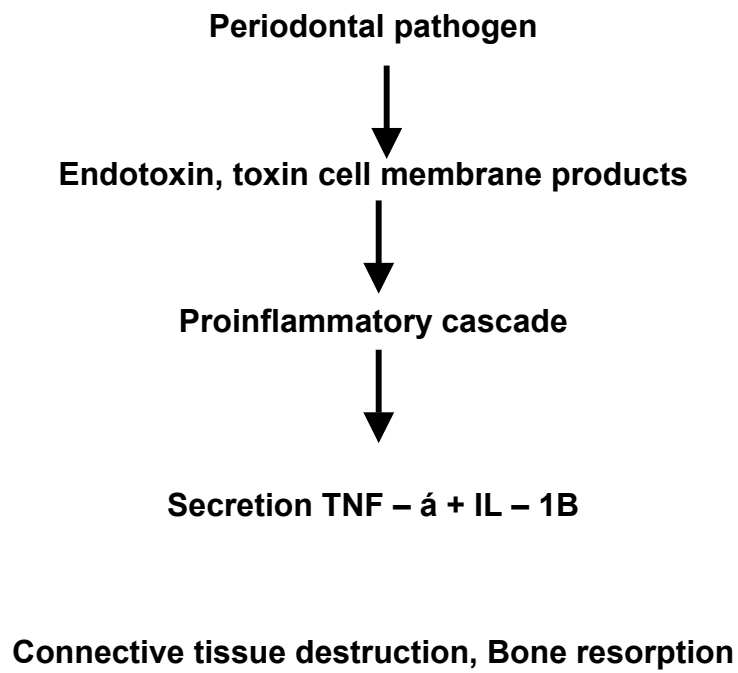 Periodontal pathogen
Endotoxin, toxin cell membrane products
Proinflammatory cascade
Secretion TNF – á + IL – 1B
Connective tissue destruction, Bone resorption